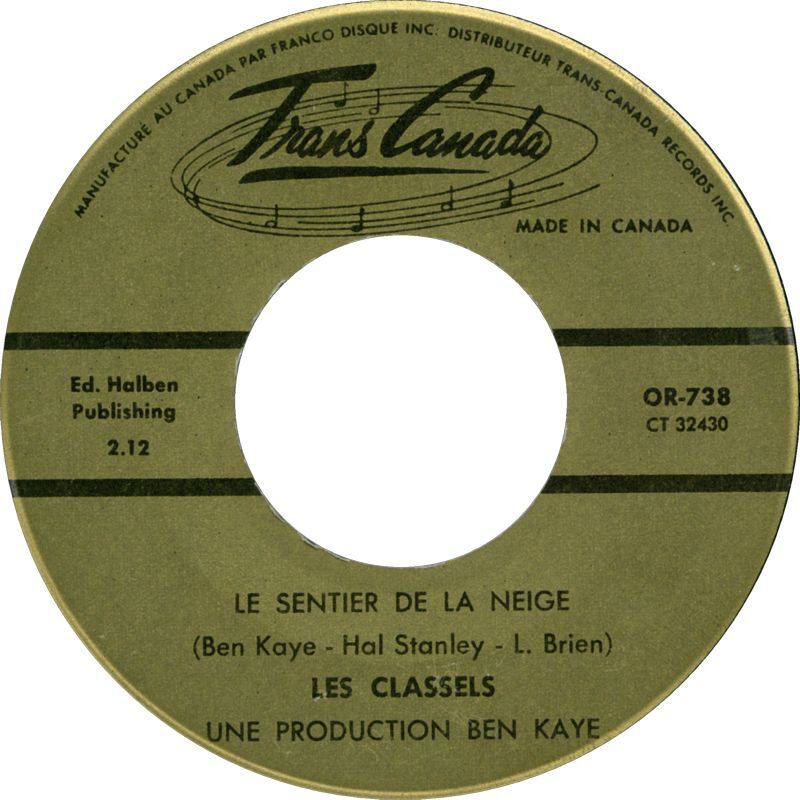 MANUFACTURÉ AU CANADA PAR FRANCO DISQUE INC. DISTRIBUTEUR TRANS-CANADA RECORDS INC.
Trans Canada
MADE IN CANADA
Ed. Halben
Publishing
2.12
OR-738
CT 32430
LE SENTIER DE LA NEIGE
(Ben Kaye - Hal Stanley - L. Brien)
LES CLASSELS
UNE PRODUCTION BEN KAYE